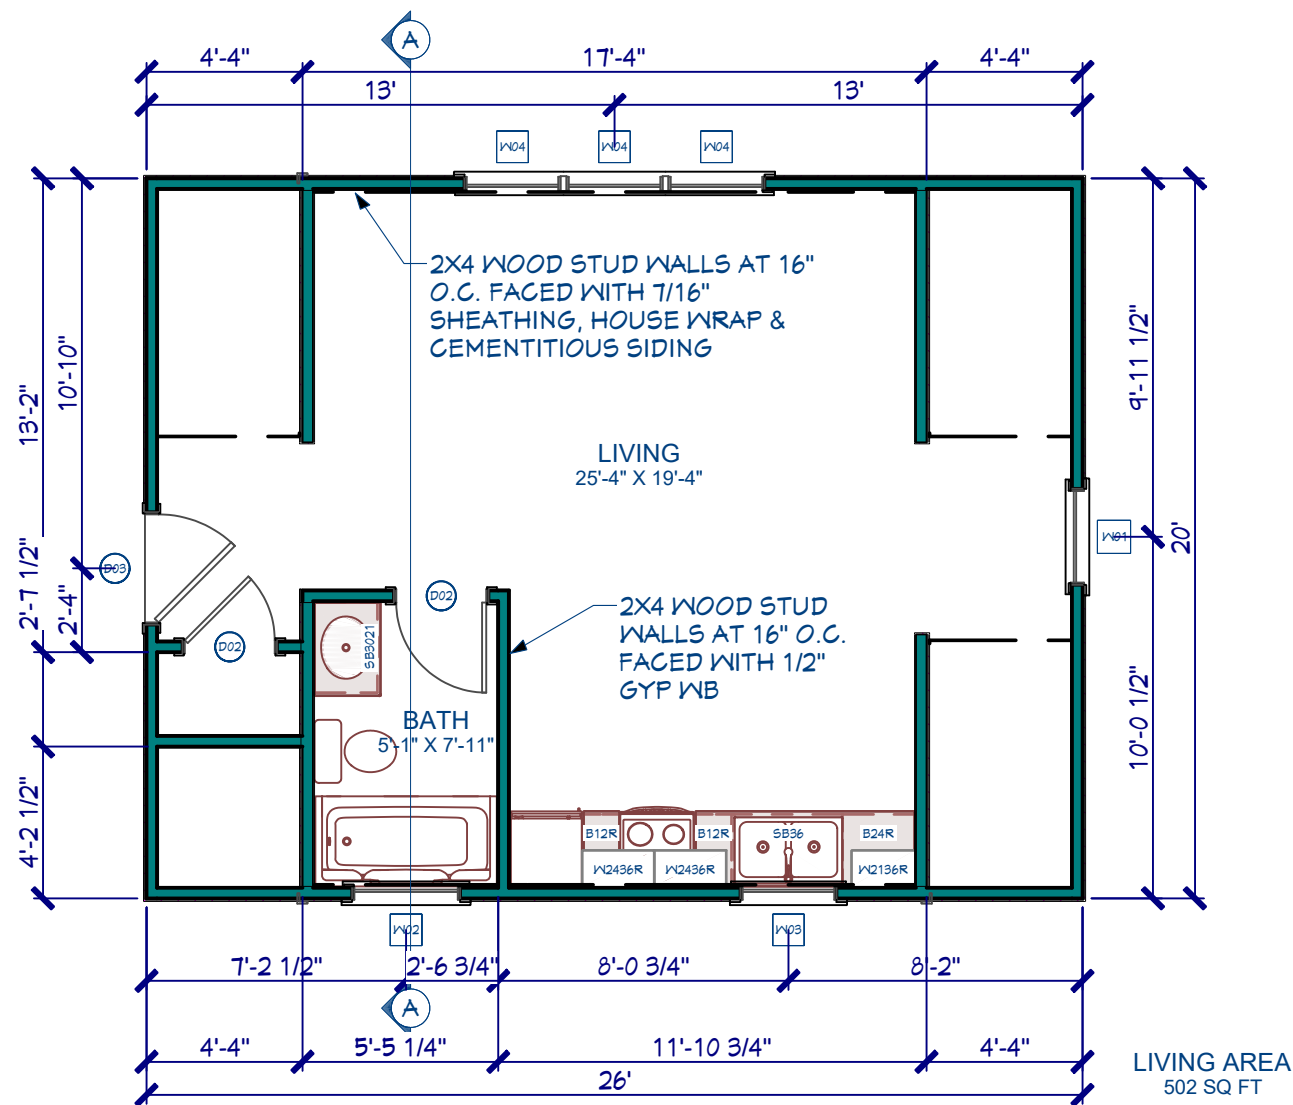 A
4'-4"
17'-4"
4'-4"
13'
13'
W04
W04
W04
2X4 WOOD STUD WALLS AT 16"
O.C. FACED WITH 7/16"
SHEATHING, HOUSE WRAP &
CEMENTITIOUS SIDING
13'-2"
10'-10"
9'-11 1/2"
20'
LIVING
25'-4" X 19'-4"
W01
D03
2'-7 1/2"
2'-4"
D02
D02
SB3021
2X4 WOOD STUD
WALLS AT 16" O.C.
FACED WITH 1/2"
GYP WB
BATH
5'-1" X 7'-11"
10'-0 1/2"
4'-2 1/2"
B12R
B12R
SB36
B24R
W2436R
W2436R
W2136R
W02
W03
7'-2 1/2"
2'-6 3/4"
8'-0 3/4"
8'-2"
A
4'-4"
5'-5 1/4"
11'-10 3/4"
4'-4"
26'
LIVING AREA
502 SQ FT